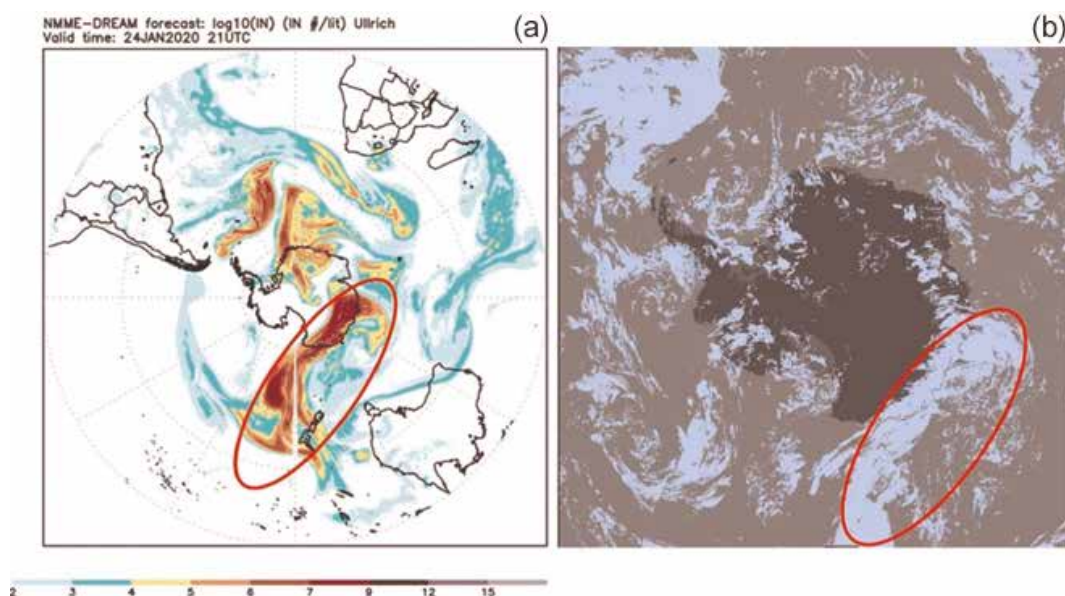 NMME-DREAM forecast: log10(IN) (IN #/lit) Ullrich
Valid time: 24JAN2020 21UTC
(a)
(b)
2 3 4 5 6 7 9 12 15